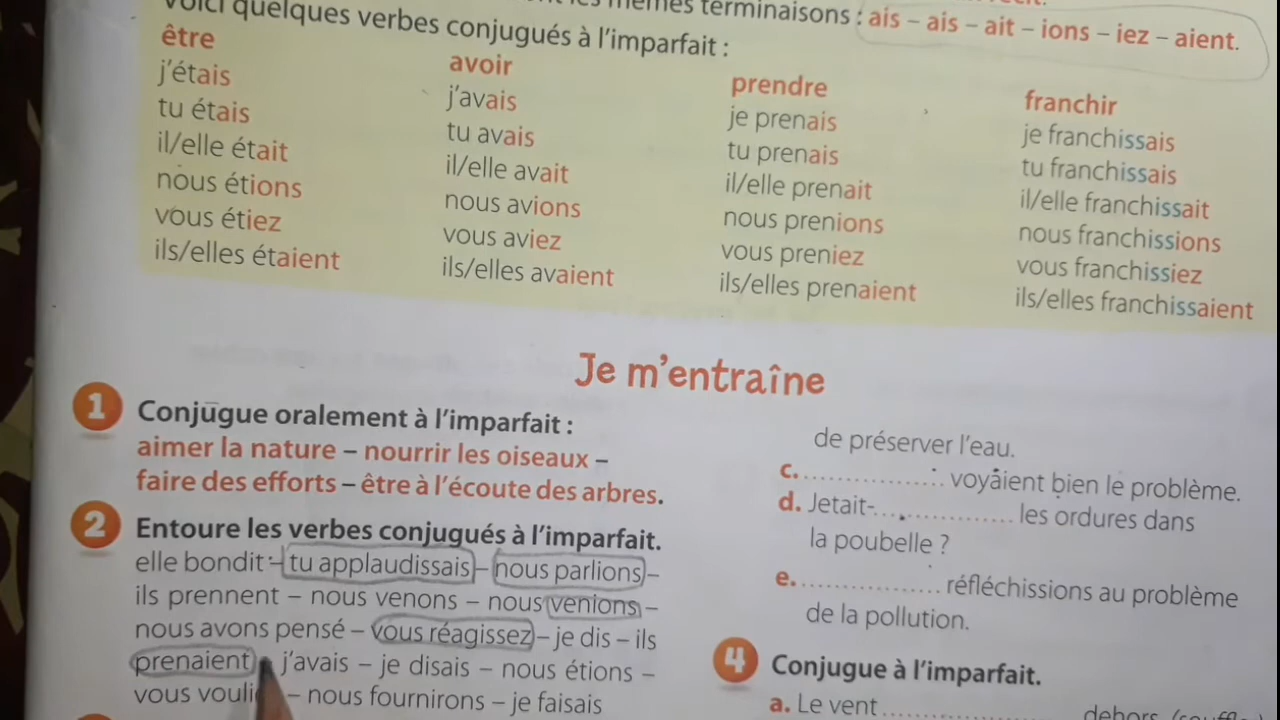 mêmes terminaisons : ais – ais – ait – ions – iez – aient.
Voici quelques verbes conjugués à l'imparfait :
être
j'étais
tu étais
il/elle était
nous étions
vous étiez
ils/elles étaient
avoir
j'avais
tu avais
il/elle avait
nous avions
vous aviez
ils/elles avaient
prendre
je prenais
tu prenais
il/elle prenait
nous prenions
vous preniez
ils/elles prenaient
franchir
je franchissais
tu franchissais
il/elle franchissait
nous franchissions
vous franchissiez
ils/elles franchissaient
Je m'entraîne
1 Conjugue oralement à l'imparfait :
aimer la nature – nourrir les oiseaux –
faire des efforts – être à l'écoute des arbres.
2 Entoure les verbes conjugués à l'imparfait.
elle bondit – tu applaudissais – nous parlions –
ils prennent – nous venons – nous venions –
nous avons pensé – vous réagissez – je dis – ils
prenaient – j'avais – je disais – nous étions –
– nous fournirons – je faisais
de préserver l'eau.
c. ................ voyaient bien le problème.
d. Jetait-................ les ordures dans
la poubelle ?
e. ................ réfléchissions au problème
de la pollution.
4 Conjugue à l'imparfait.
a. Le vent ................ dehors.